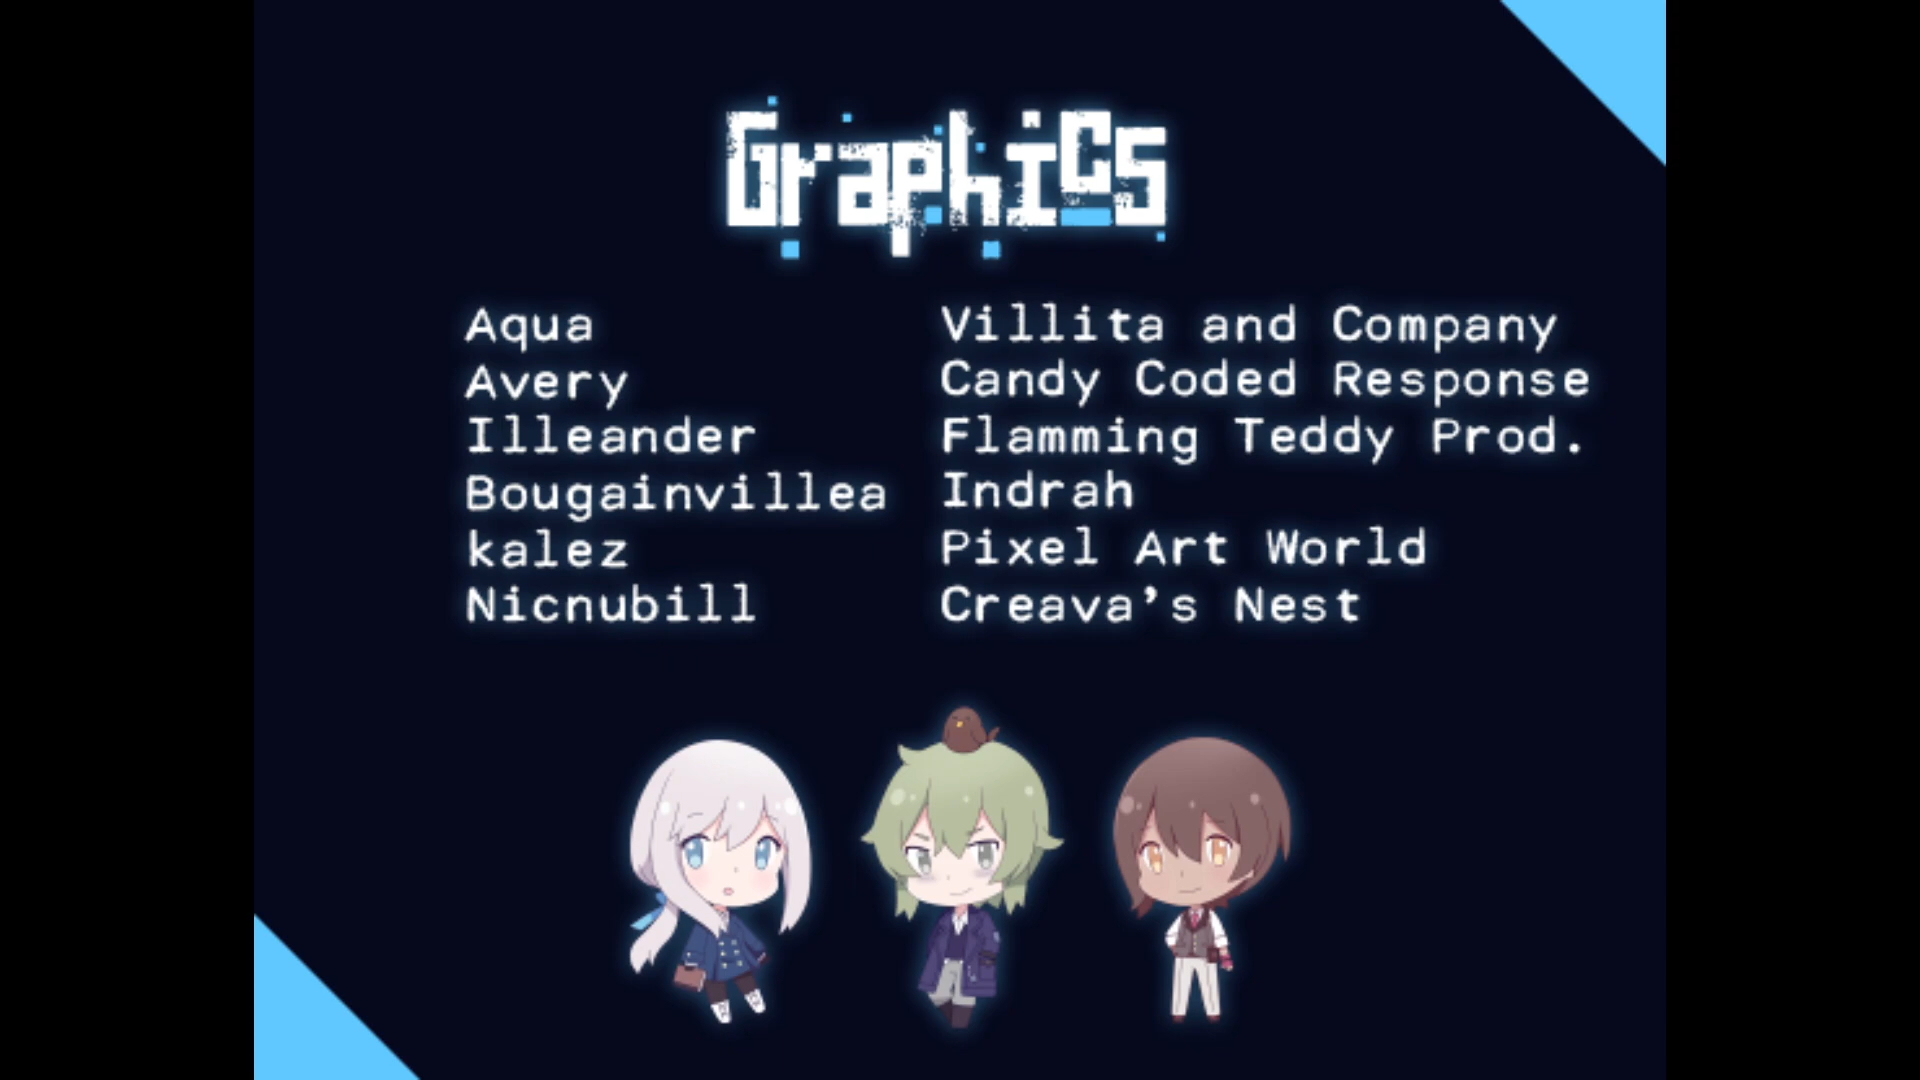 Graphics
Aqua
Avery
Illeander
Bougainvillea
kalez
Nicnubill
Villita and Company
Candy Coded Response
Flamming Teddy Prod.
Indrah
Pixel Art World
Creava's Nest